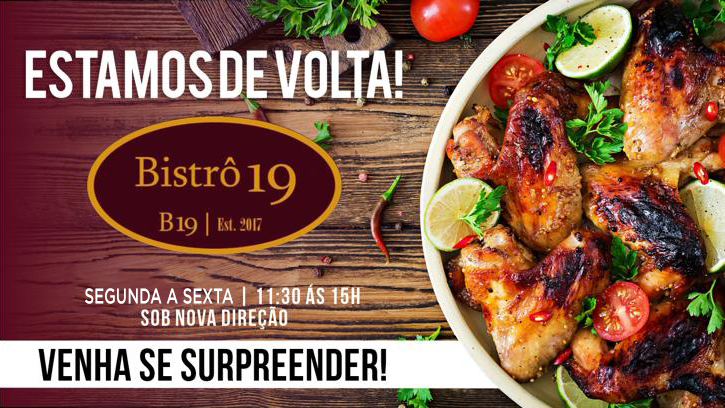 ESTAMOS DE VOLTA!
Bistrô 19
B19 | Est. 2017
SEGUNDA A SEXTA | 11:30 ÁS 15H
SOB NOVA DIREÇÃO
VENHA SE SURPREENDER!